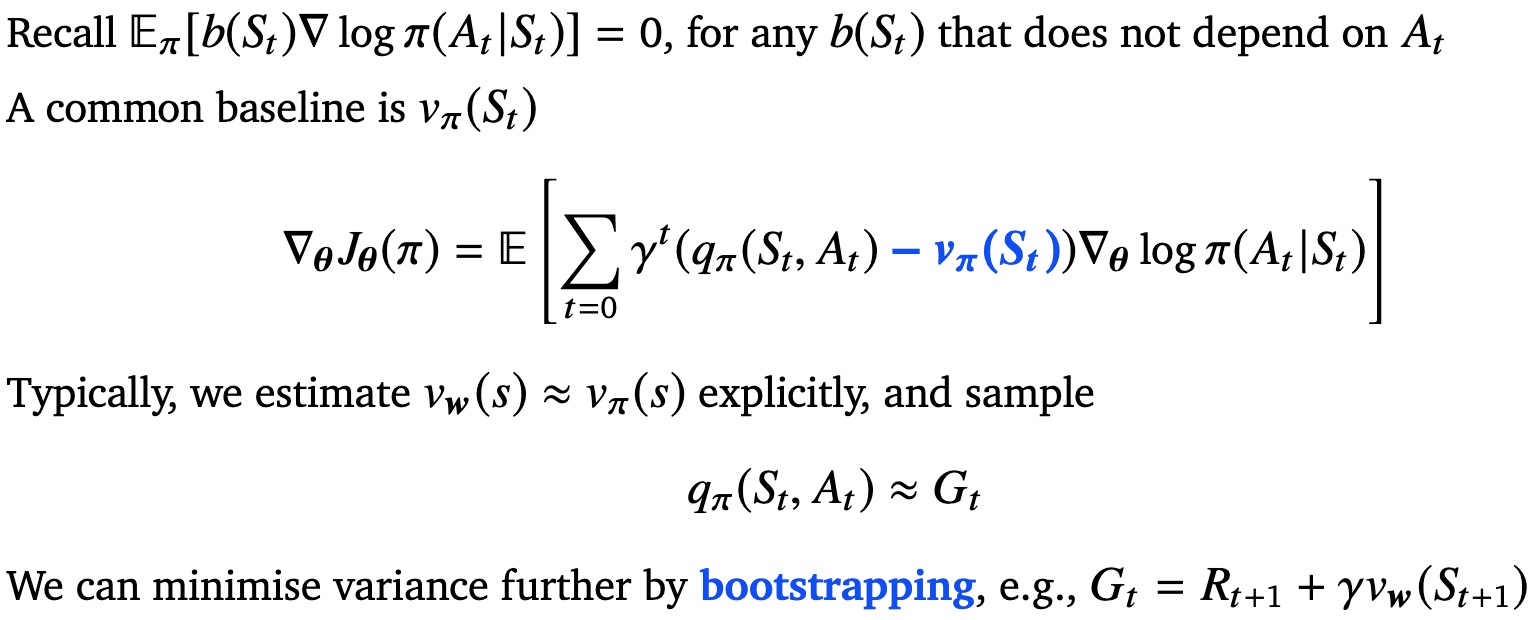 Recall 𝔼_π[b(S_t)∇ log π(A_t|S_t)] = 0, for any b(S_t) that does not depend on A_t
A common baseline is v_π(S_t)
∇_θ J_θ(π) = 𝔼 [ ∑_{t=0} γ^t (q_π(S_t, A_t) − v_π(S_t))∇_θ log π(A_t|S_t) ]
Typically, we estimate v_w(s) ≈ v_π(s) explicitly, and sample
q_π(S_t, A_t) ≈ G_t
We can minimise variance further by bootstrapping, e.g., G_t = R_{t+1} + γv_w(S_{t+1})